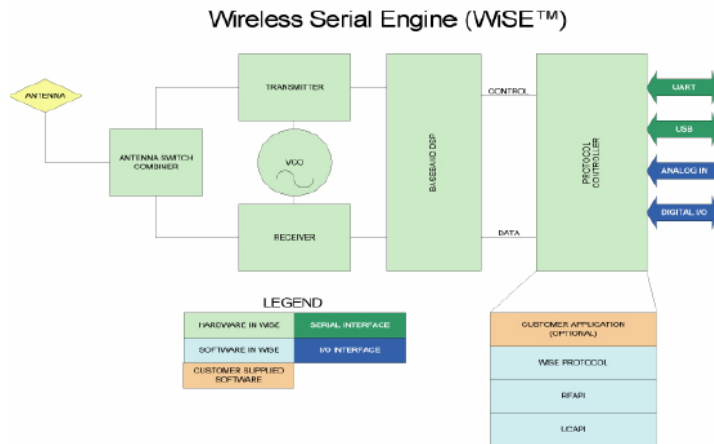 Wireless Serial Engine (WiSE™)
ANTENNA
TRANSMITTER
ANTENNA SWITCH
COMBINER
VCO
RECEIVER
BASEBAND DSP
CONTROL
DATA
PROTOCOL
CONTROLLER
UART
USB
ANALOG IN
DIGITAL I/O
LEGEND
HARDWARE IN WISE
SERIAL INTERFACE
SOFTWARE IN WISE
I/O INTERFACE
CUSTOMER SUPPLIED
SOFTWARE
CUSTOMER APPLICATION
(OPTIONAL)
WISE PROTOCOL
RFAPI
UCAPI